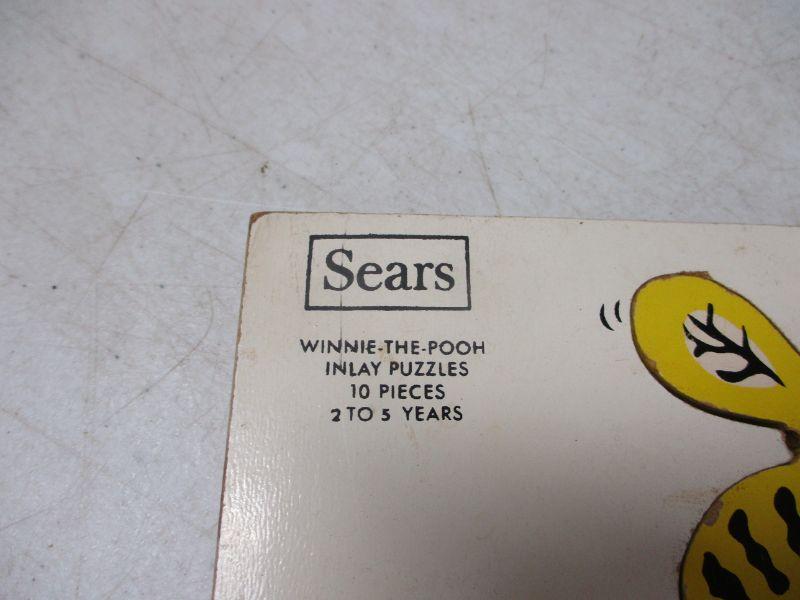 Sears
WINNIE-THE-POOH
INLAY PUZZLES
10 PIECES
2 TO 5 YEARS